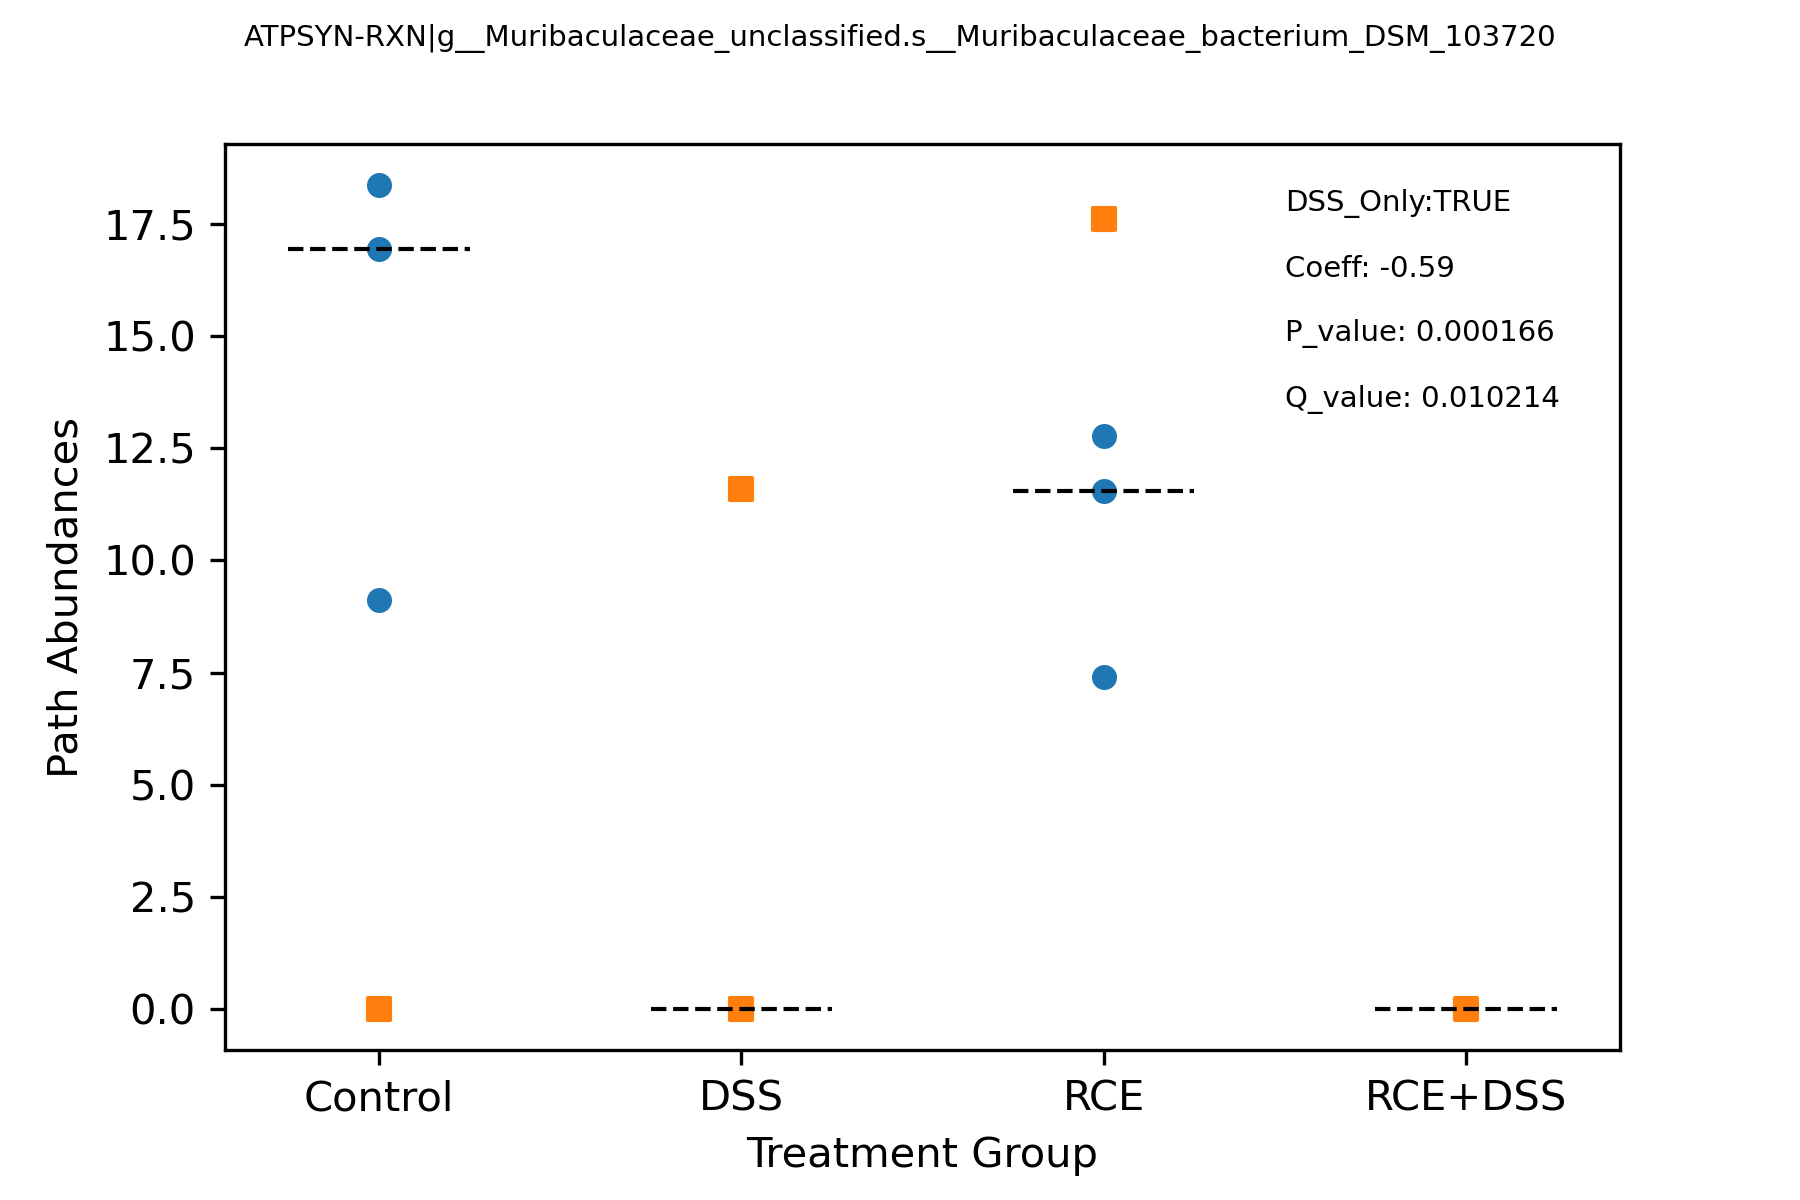 ATPSYN-RXN|g__Muribaculaceae_unclassified.s__Muribaculaceae_bacterium_DSM_103720
DSS_Only:TRUE
Coeff: -0.59
P_value: 0.000166
Q_value: 0.010214
17.5
15.0
12.5
10.0
7.5
5.0
2.5
0.0
Path Abundances
Control
DSS
RCE
RCE+DSS
Treatment Group